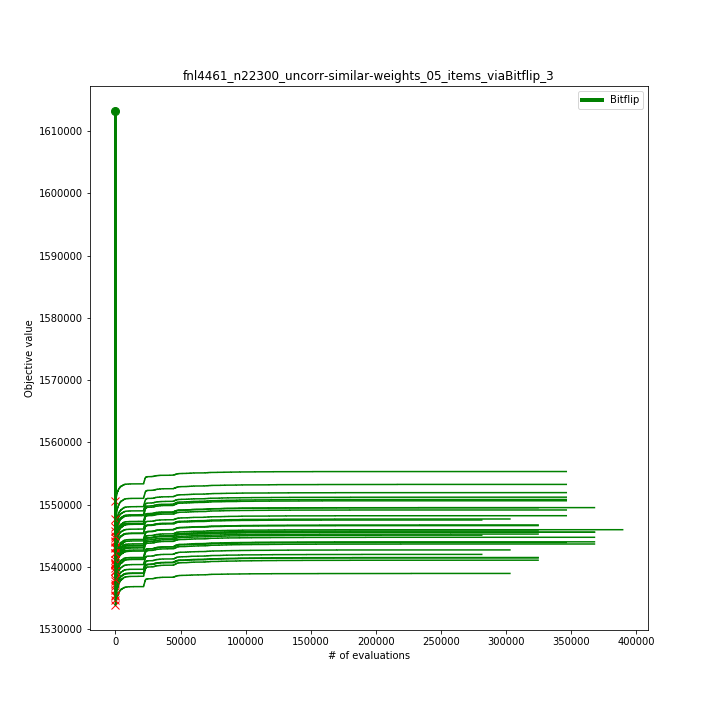 fnl4461_n22300_uncorr-similar-weights_05_items_viaBitflip_3
Bitflip
Objective value
1610000
1600000
1590000
1580000
1570000
1560000
1550000
1540000
1530000
0 50000 100000 150000 200000 250000 300000 350000 400000
# of evaluations